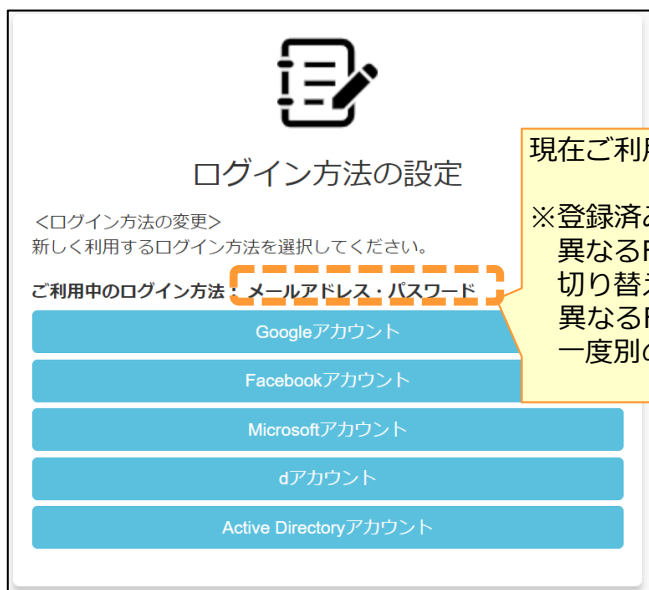 ログイン方法の設定
<ログイン方法の変更>
新しく利用するログイン方法を選択してください。
ご利用中のログイン方法: メールアドレス・パスワード
Googleアカウント
Facebookアカウント
Microsoftアカウント
dアカウント
Active Directoryアカウント
現在ご利
※登録済
異なる
切り替
異なる
一度別